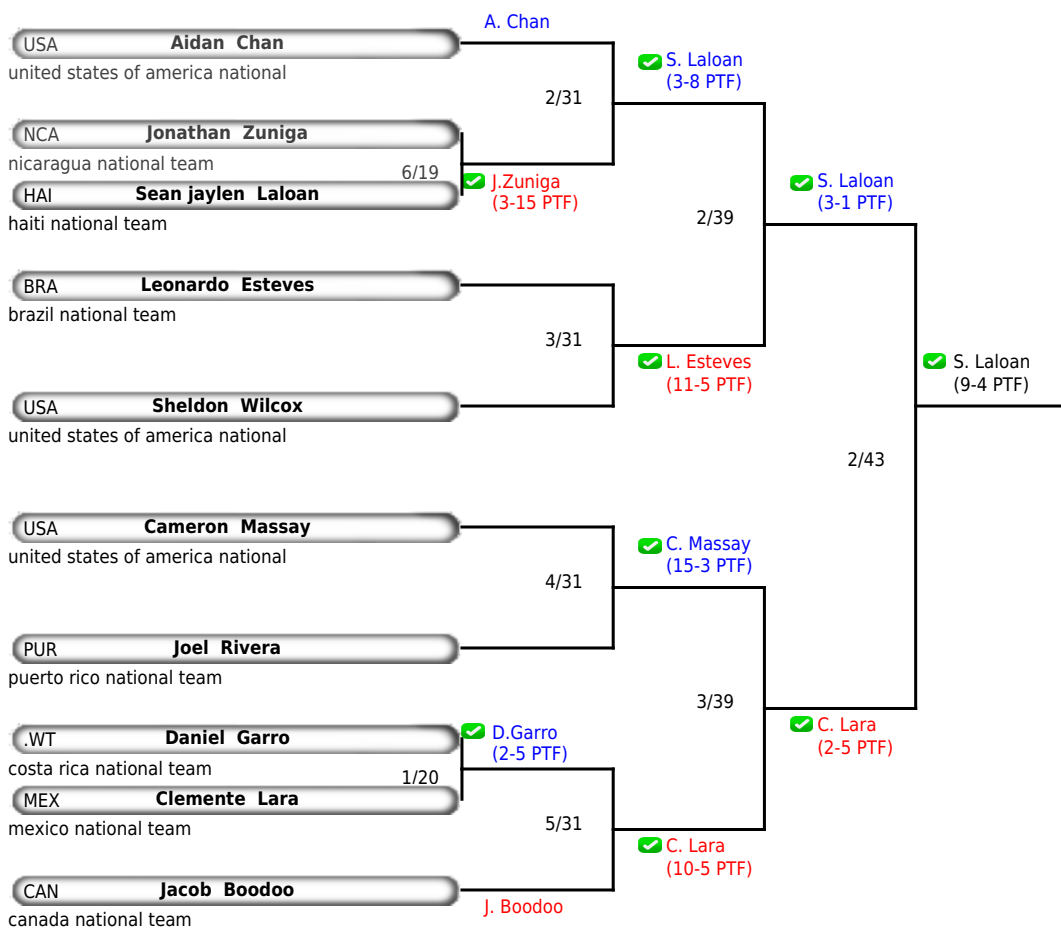 A. Chan
USA Aidan Chan
united states of america national
S. Laloan
(3-8 PTF)
2/31
NCA Jonathan Zuniga
nicaragua national team
6/19
J.Zuniga
(3-15 PTF)
HAI Sean jaylen Laloan
haiti national team
S. Laloan
(3-1 PTF)
2/39
BRA Leonardo Esteves
brazil national team
3/31
L. Esteves
(11-5 PTF)
S. Laloan
(9-4 PTF)
USA Sheldon Wilcox
united states of america national
2/43
USA Cameron Massay
united states of america national
C. Massay
(15-3 PTF)
4/31
PUR Joel Rivera
puerto rico national team
3/39
.WT Daniel Garro
costa rica national team
D.Garro
(2-5 PTF)
C. Lara
(2-5 PTF)
1/20
MEX Clemente Lara
mexico national team
5/31
C. Lara
(10-5 PTF)
CAN Jacob Boodoo
canada national team
J. Boodoo